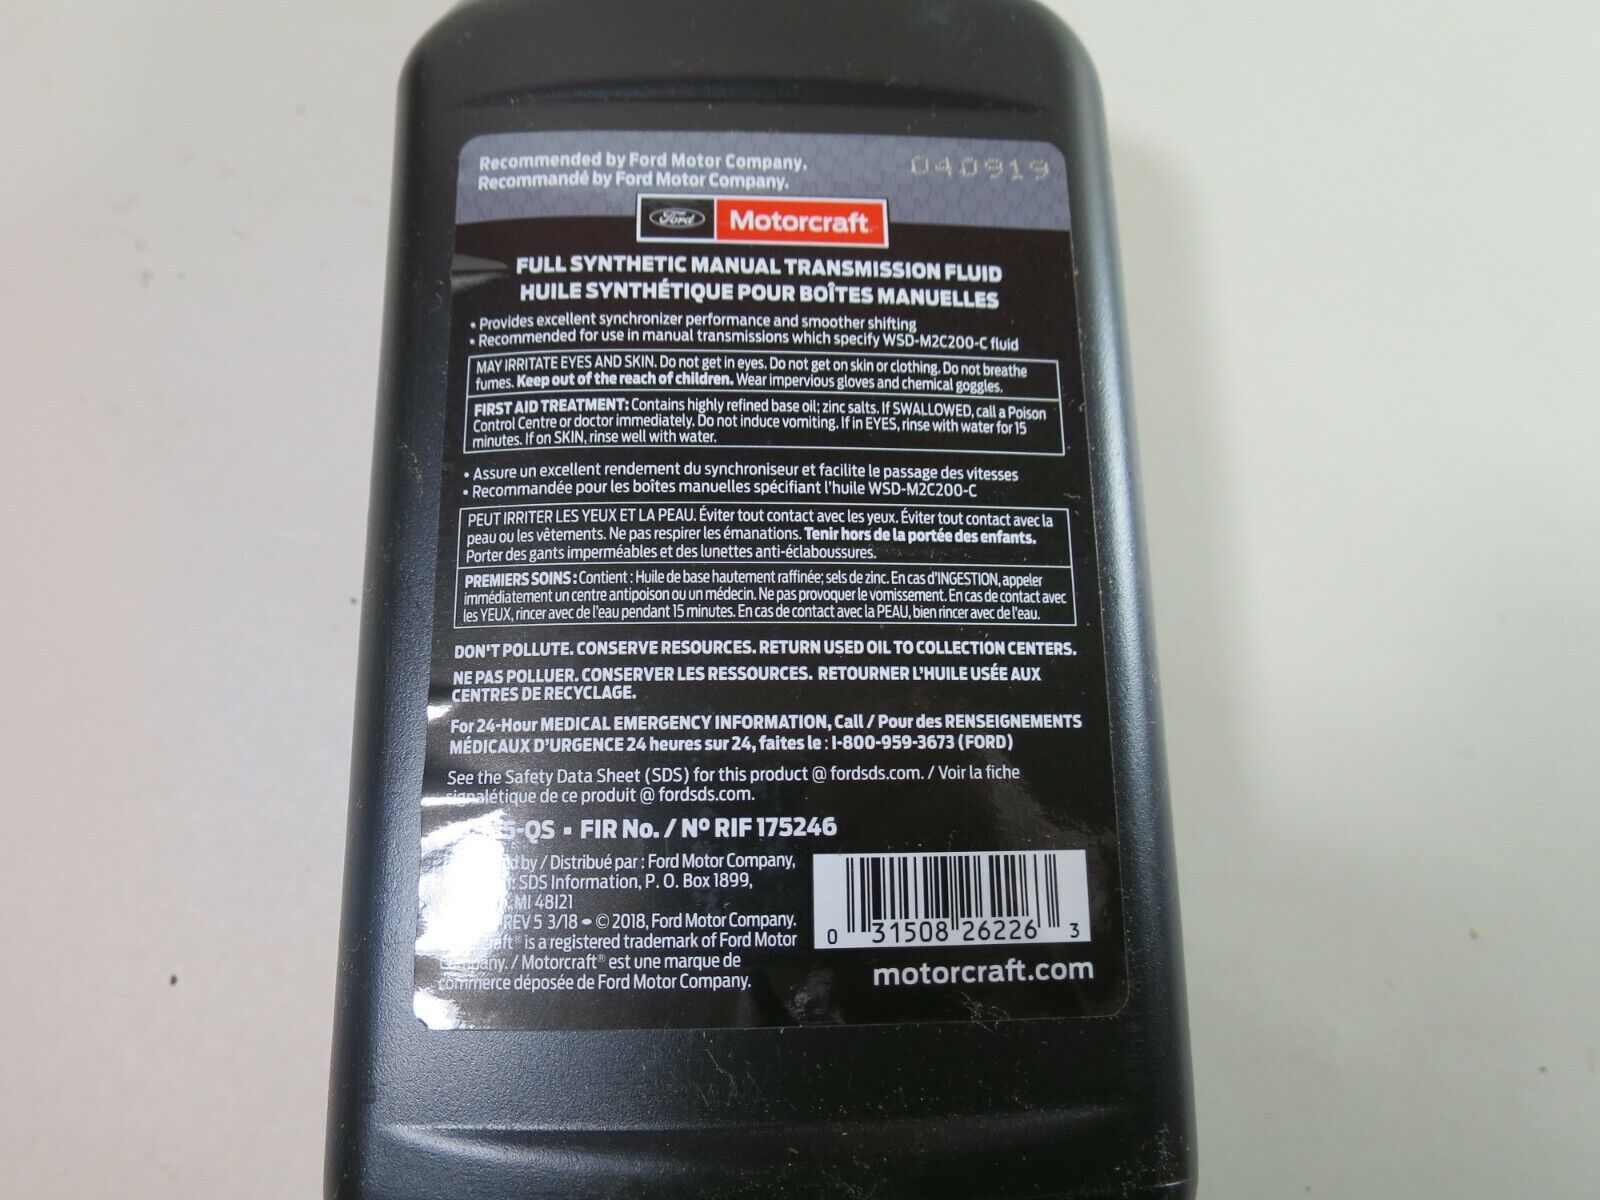 Recommended by Ford Motor Company.
Recommandé by Ford Motor Company.
040919
Ford Motorcraft
FULL SYNTHETIC MANUAL TRANSMISSION FLUID
HUILE SYNTHÉTIQUE POUR BOÎTES MANUELLES
• Provides excellent synchronizer performance and smoother shifting
• Recommended for use in manual transmissions which specify WSD-M2C200-C fluid
MAY IRRITATE EYES AND SKIN. Do not get in eyes. Do not get on skin or clothing. Do not breathe
fumes. Keep out of the reach of children. Wear impervious gloves and chemical goggles.
FIRST AID TREATMENT: Contains highly refined base oil; zinc salts. If SWALLOWED, call a Poison
Control Centre or doctor immediately. Do not induce vomiting. If in EYES, rinse with water for 15
minutes. If on SKIN, rinse well with water.
• Assure un excellent rendement du synchroniseur et facilite le passage des vitesses
• Recommandée pour les boîtes manuelles spécifiant l'huile WSD-M2C200-C
PEUT IRRITER LES YEUX ET LA PEAU. Éviter tout contact avec les yeux. Éviter tout contact avec la
peau ou les vêtements. Ne pas respirer les émanations. Tenir hors de la portée des enfants.
Porter des gants imperméables et des lunettes anti-éclaboussures.
PREMIERS SOINS : Contient : Huile de base hautement raffinée; sels de zinc. En cas d'INGESTION, appeler
immédiatement un centre antipoison ou un médecin. Ne pas provoquer le vomissement. En cas de contact avec
les YEUX, rincer avec de l'eau pendant 15 minutes. En cas de contact avec la PEAU, bien rincer avec de l'eau.
DON'T POLLUTE. CONSERVE RESOURCES. RETURN USED OIL TO COLLECTION CENTERS.
NE PAS POLLUER. CONSERVER LES RESSOURCES. RETOURNER L'HUILE USÉE AUX
CENTRES DE RECYCLAGE.
For 24-Hour MEDICAL EMERGENCY INFORMATION, Call / Pour des RENSEIGNEMENTS
MÉDICAUX D'URGENCE 24 heures sur 24, faites le : 1-800-959-3673 (FORD)
See the Safety Data Sheet (SDS) for this product @ fordsds.com. / Voir la fiche
signalétique de ce produit @ fordsds.com.
5-QS ▪ FIR No. / Nº RIF 175246
by / Distribué par : Ford Motor Company,
SDS Information, P. O. Box 1899,
MI 48121
REV 5 3/18 • © 2018, Ford Motor Company.
is a registered trademark of Ford Motor
/ Motorcraft® est une marque de
commerce déposée de Ford Motor Company.
0 31508 26226 3
motorcraft.com